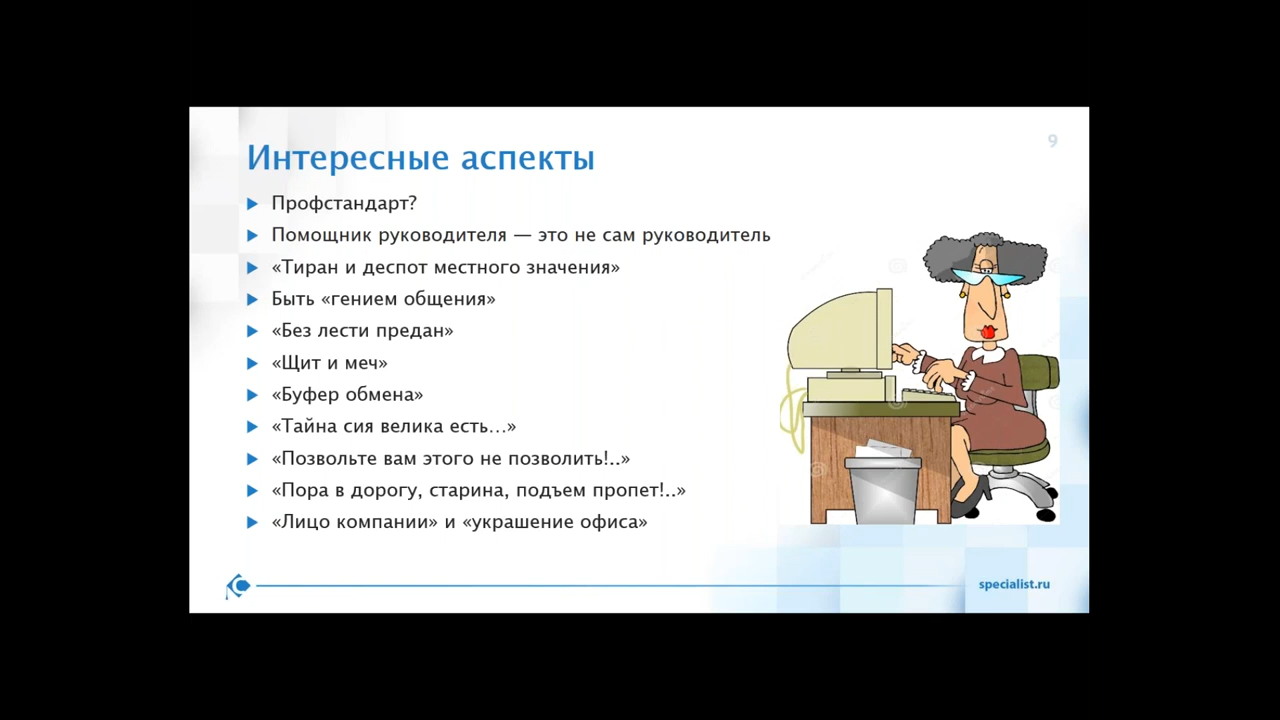 9
Интересные аспекты
Профстандарт?
Помощник руководителя — это не сам руководитель
«Тиран и деспот местного значения»
Быть «гением общения»
«Без лести предан»
«Щит и меч»
«Буфер обмена»
«Тайна сия велика есть...»
«Позвольте вам этого не позволить!..»
«Пора в дорогу, старина, подъем пропет!..»
«Лицо компании» и «украшение офиса»
specialist.ru